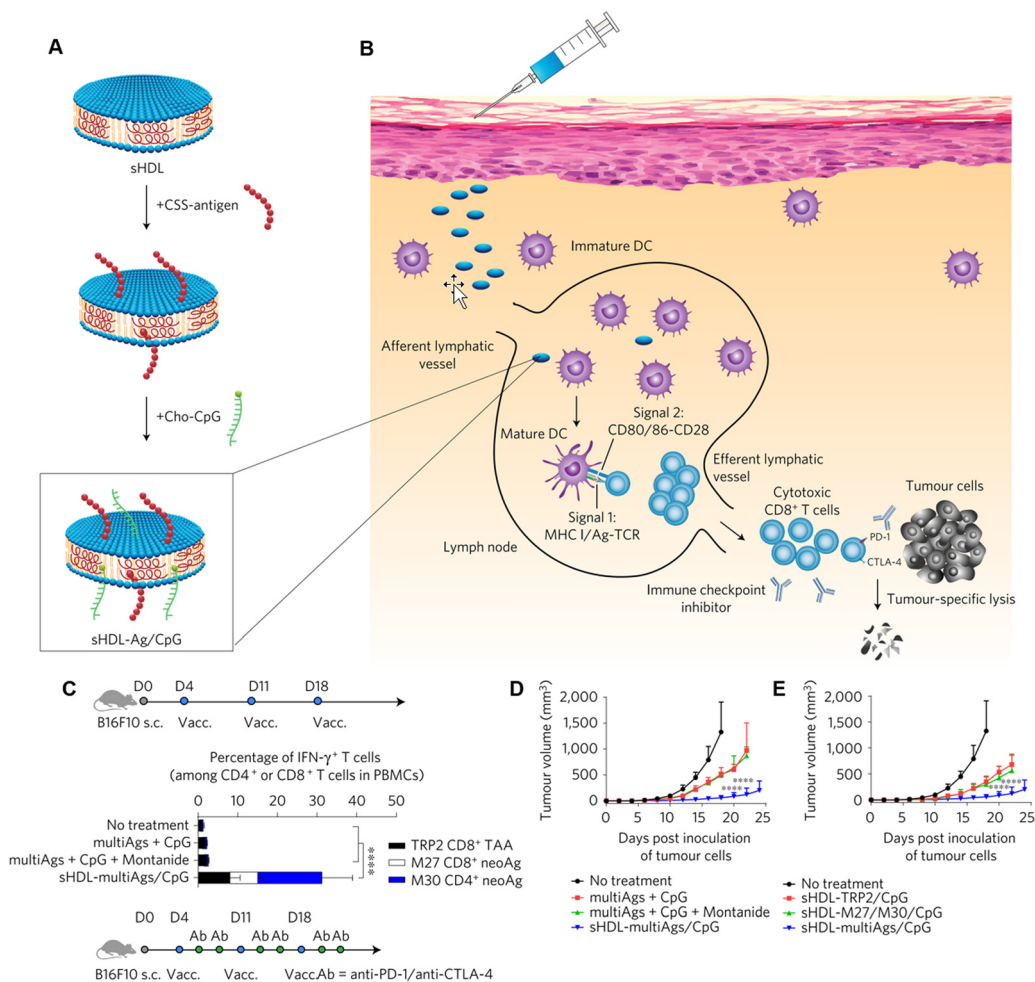 A
sHDL
+CSS-antigen
+Cho-CpG
sHDL-Ag/CpG
B
Immature DC
Afferent lymphatic
vessel
Signal 2:
CD80/86-CD28
Mature DC
Efferent lymphatic
vessel
Signal 1:
MHC I/Ag-TCR
Lymph node
Cytotoxic
CD8⁺ T cells
Tumour cells
PD-1
CTLA-4
Immune checkpoint
inhibitor
Tumour-specific lysis
C
D0 D4 D11 D18
B16F10 s.c. Vacc. Vacc. Vacc.
Percentage of IFN-γ⁺ T cells
(among CD4⁺ or CD8⁺ T cells in PBMCs)
0 10 20 30 40 50
No treatment
multiAgs + CpG
multiAgs + CpG + Montanide
sHDL-multiAgs/CpG
****
TRP2 CD8⁺ TAA
M27 CD8⁺ neoAg
M30 CD4⁺ neoAg
D0 D4 D11 D18
Ab Ab Ab Ab Ab Ab
B16F10 s.c. Vacc. Vacc. Vacc.Ab = anti-PD-1/anti-CTLA-4
D
Tumour volume (mm³)
2,000
1,500
1,000
500
0
**** ****
0 5 10 15 20 25
Days post inoculation
of tumour cells
No treatment
multiAgs + CpG
multiAgs + CpG + Montanide
sHDL-multiAgs/CpG
E
Tumour volume (mm³)
2,000
1,500
1,000
500
0
**** ****
0 5 10 15 20 25
Days post inoculation
of tumour cells
No treatment
sHDL-TRP2/CpG
sHDL-M27/M30/CpG
sHDL-multiAgs/CpG